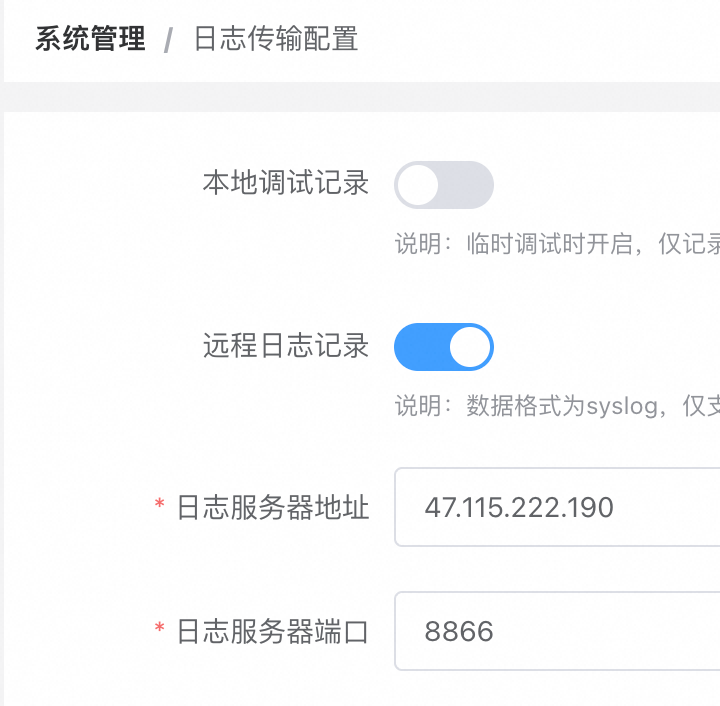 系统管理 / 日志传输配置
本地调试记录
说明：临时调试时开启，仅记录
远程日志记录
说明：数据格式为syslog，仅支
* 日志服务器地址 47.115.222.190
* 日志服务器端口 8866